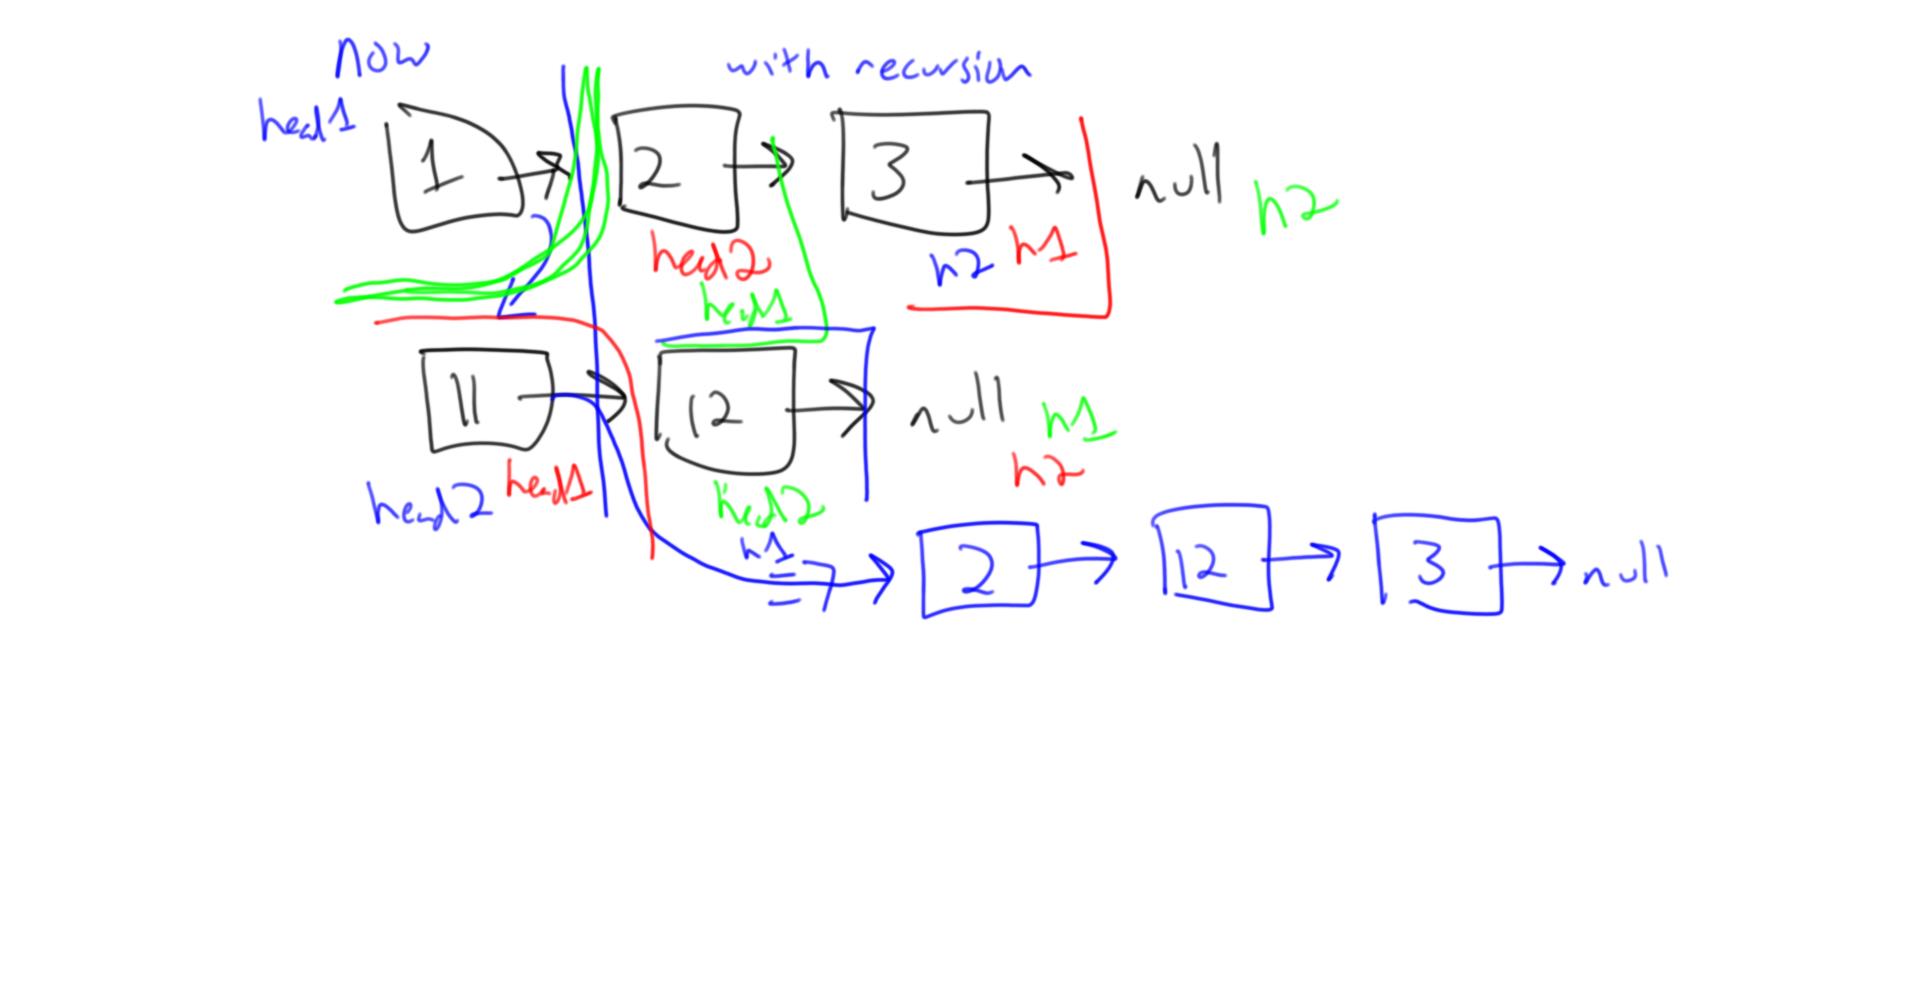 now with recursion
head1
1 2 3 null h2
head2 h2 h1
head1
2
11 12 null h1
h2
head2 head1 head2
h1
2 12 3 null